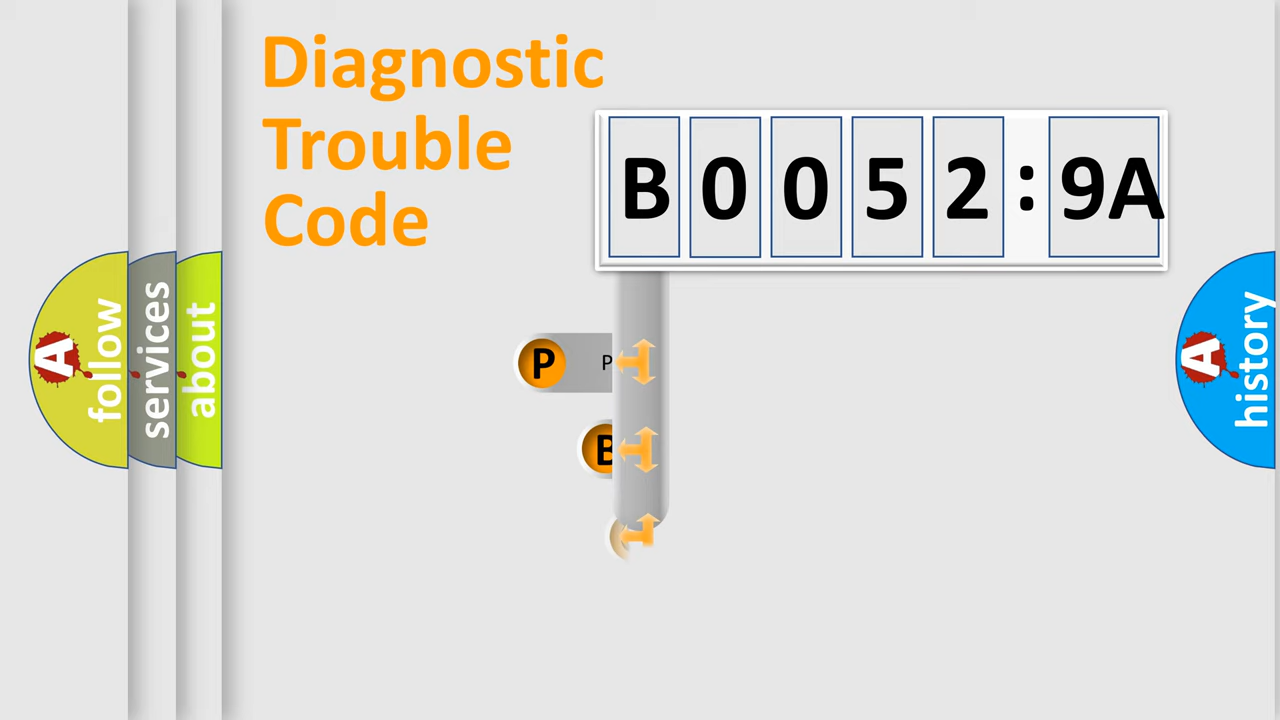 Diagnostic
Trouble
Code
B0052:9A
P
P
B
A
follow
services
about
A
history